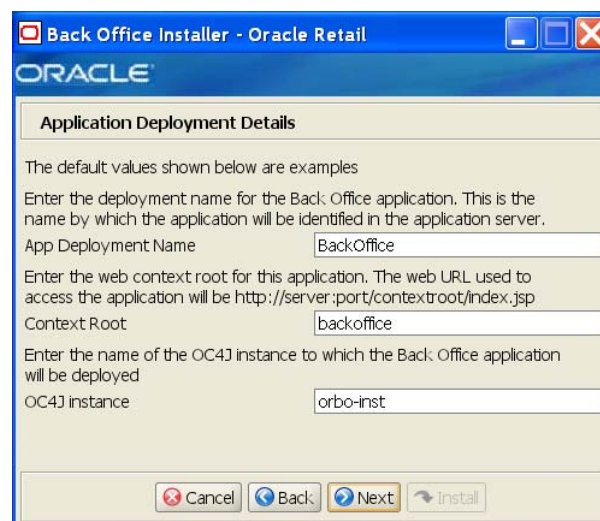 Back Office Installer - Oracle Retail
ORACLE
Application Deployment Details
The default values shown below are examples
Enter the deployment name for the Back Office application. This is the
name by which the application will be identified in the application server.
App Deployment Name BackOffice
Enter the web context root for this application. The web URL used to
access the application will be http://server:port/contextroot/index.jsp
Context Root backoffice
Enter the name of the OC4J instance to which the Back Office application
will be deployed
OC4J instance orbo-inst
Cancel Back Next Install